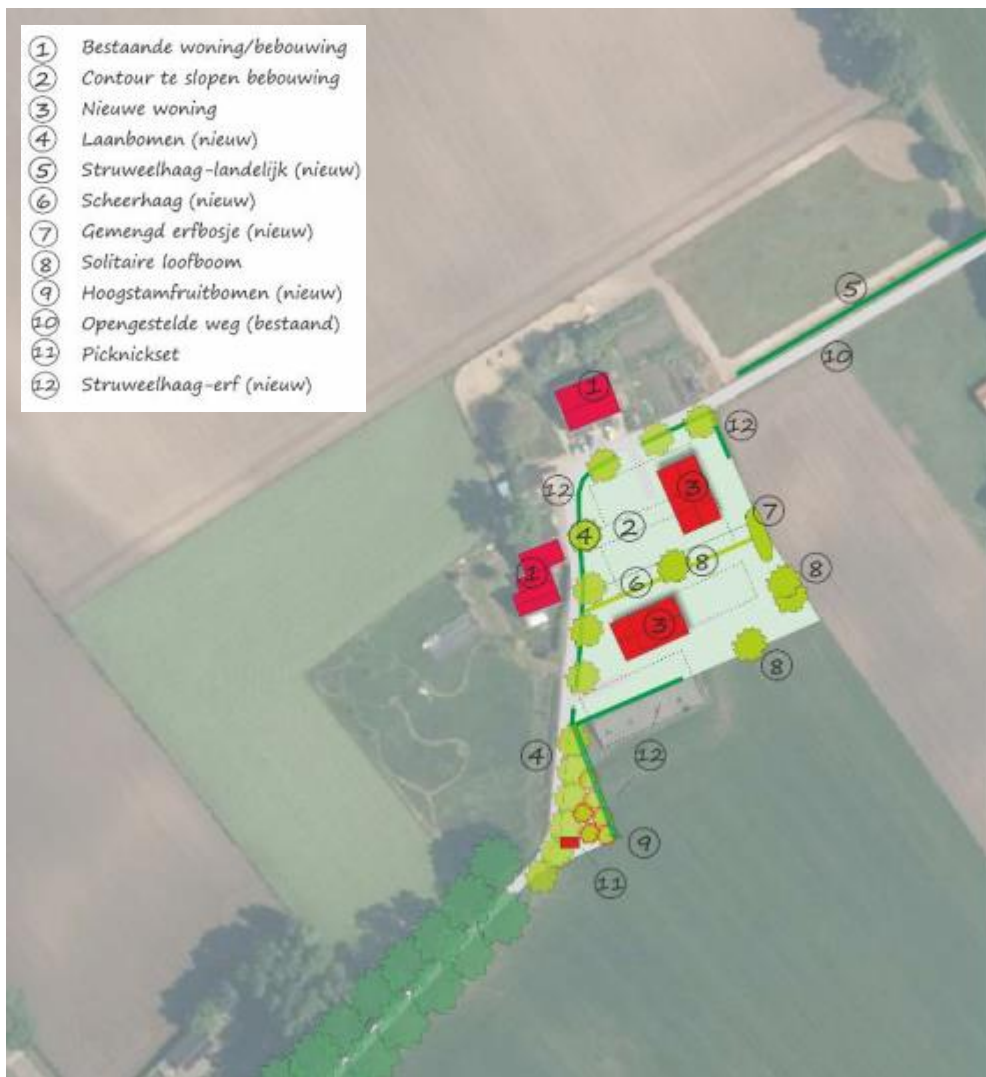 1 Bestaande woning/bebouwing
2 Contour te slopen bebouwing
3 Nieuwe woning
4 Laanbomen (nieuw)
5 Struweelhaag-landelijk (nieuw)
6 Scheerhaag (nieuw)
7 Gemengd erfbosje (nieuw)
8 Solitaire loofboom
9 Hoogstamfruitbomen (nieuw)
10 Opengestelde weg (bestaand)
11 Picknickset
12 Struweelhaag-erf (nieuw)
5
10
1
12
12
3
7
2
4
8
1
6
8
3
8
4
12
9
11